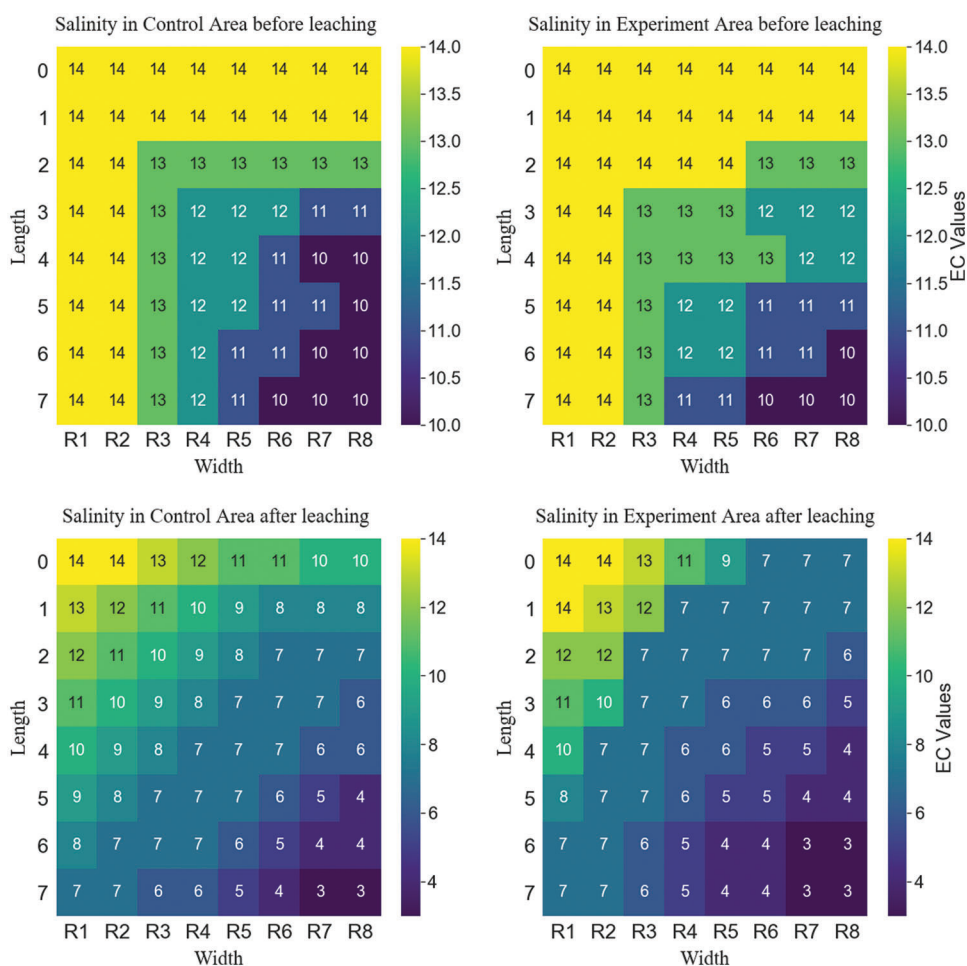 Salinity in Control Area before leaching
0 14 14 14 14 14 14 14 14
1 14 14 14 14 14 14 14 14
2 14 14 13 13 13 13 13 13
3 14 14 13 12 12 12 11 11
4 14 14 13 12 12 11 10 10
5 14 14 13 12 12 11 11 10
6 14 14 13 12 11 11 10 10
7 14 14 13 12 11 10 10 10
R1 R2 R3 R4 R5 R6 R7 R8
Width
Length
14.0
13.5
13.0
12.5
12.0
11.5
11.0
10.5
10.0
Salinity in Experiment Area before leaching
0 14 14 14 14 14 14 14 14
1 14 14 14 14 14 14 14 14
2 14 14 14 14 14 13 13 13
3 14 14 13 13 13 12 12 12
4 14 14 13 13 13 13 12 12
5 14 14 13 12 12 11 11 11
6 14 14 13 12 12 11 11 10
7 14 14 13 11 11 10 10 10
R1 R2 R3 R4 R5 R6 R7 R8
Width
Length
14.0
13.5
13.0
12.5
12.0
11.5
11.0
10.5
10.0
EC Values
Salinity in Control Area after leaching
0 14 14 13 12 11 11 10 10
1 13 12 11 10 9 8 8 8
2 12 11 10 9 8 7 7 7
3 11 10 9 8 7 7 7 6
4 10 9 8 7 7 7 6 6
5 9 8 7 7 7 6 5 4
6 8 7 7 7 6 5 4 4
7 7 7 6 6 5 4 3 3
R1 R2 R3 R4 R5 R6 R7 R8
Width
Length
14
12
10
8
6
4
Salinity in Experiment Area after leaching
0 14 14 13 11 9 7 7 7
1 14 13 12 7 7 7 7 7
2 12 12 7 7 7 7 7 6
3 11 10 7 7 6 6 6 5
4 10 7 7 6 6 5 5 4
5 8 7 7 6 5 5 4 4
6 7 7 6 5 4 4 3 3
7 7 7 6 5 4 4 3 3
R1 R2 R3 R4 R5 R6 R7 R8
Width
Length
14
12
10
8
6
4
EC Values